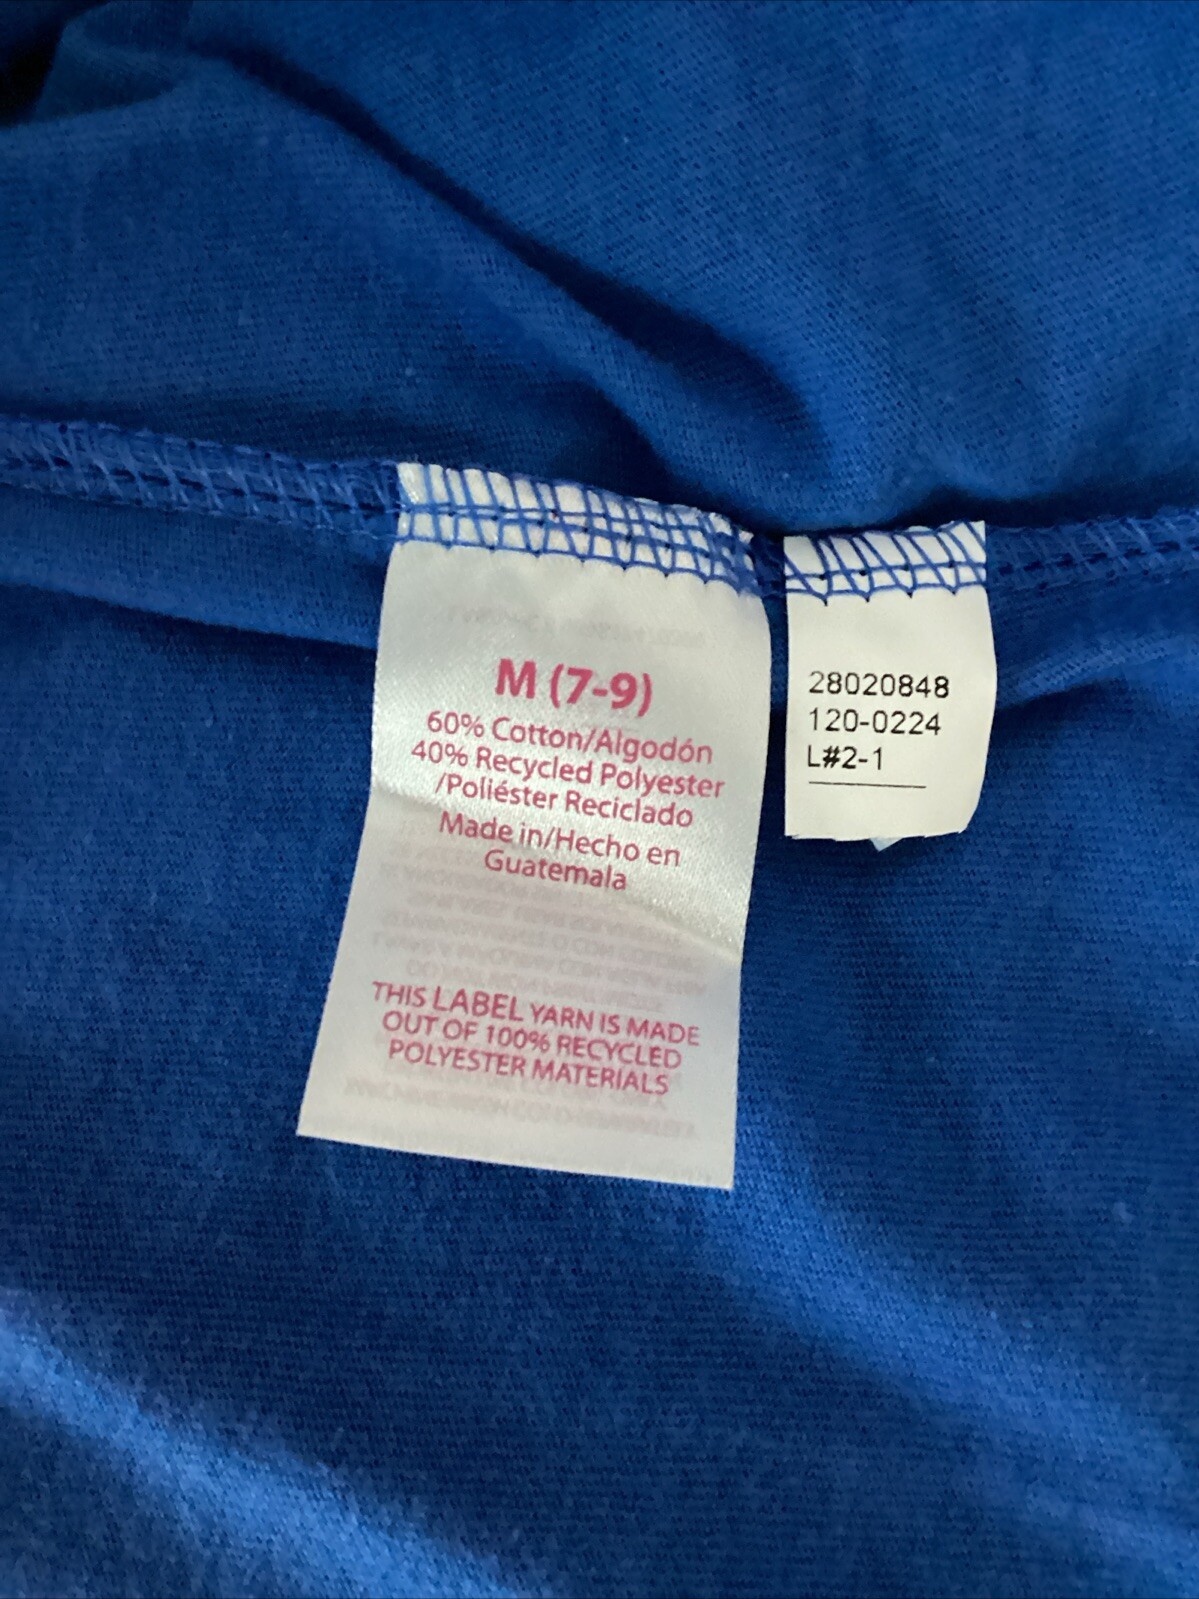 M (7-9)
60% Cotton/Algodón
40% Recycled Polyester
/Poliéster Reciclado
Made in/Hecho en
Guatemala
THIS LABEL YARN IS MADE
OUT OF 100% RECYCLED
POLYESTER MATERIALS
28020848
120-0224
L#2-1